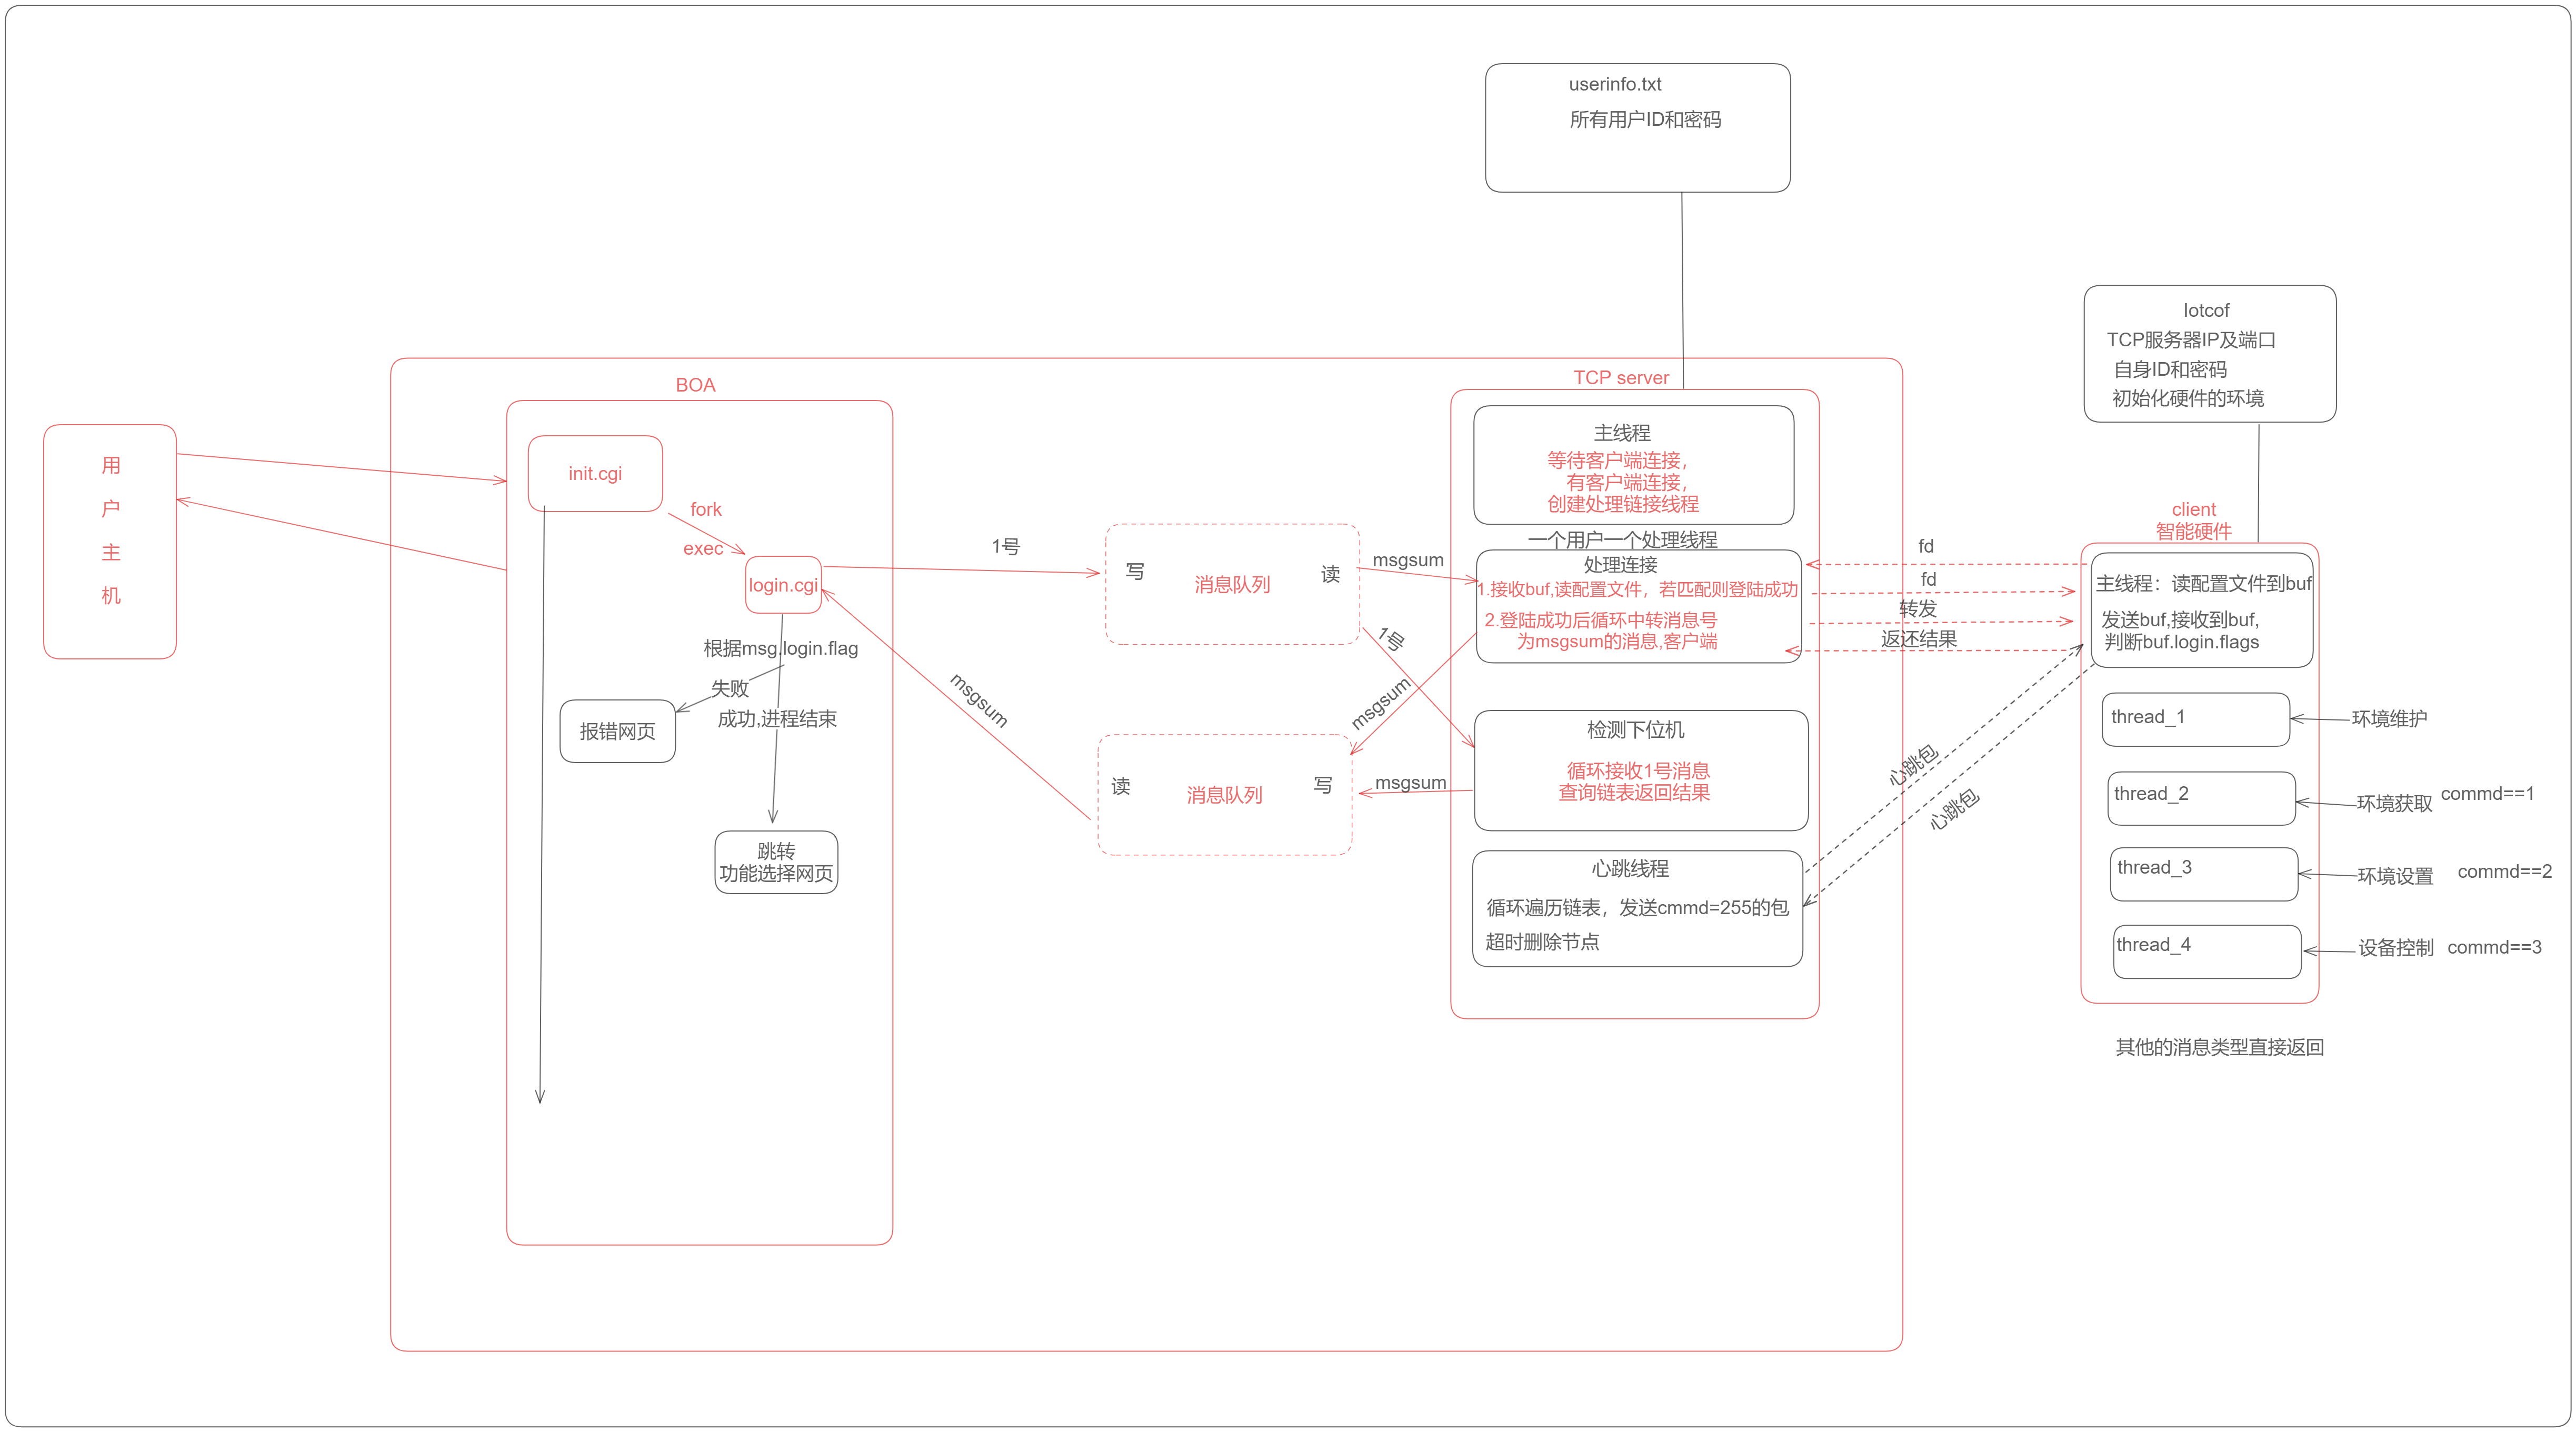 userinfo.txt
所有用户ID和密码
Iotcof
TCP服务器IP及端口
自身ID和密码
初始化硬件的环境
用
户
主
机
BOA
init.cgi
fork
exec
login.cgi
根据msg.login.flag
失败
成功,进程结束
报错网页
跳转
功能选择网页
1号
写
消息队列
读
msgsum
1号
msgsum
msgsum
读
消息队列
写
msgsum
TCP server
主线程
等待客户端连接，
有客户端连接，
创建处理链接线程
一个用户一个处理线程
处理连接
1.接收buf,读配置文件，若匹配则登陆成功
2.登陆成功后循环中转消息号
为msgsum的消息,客户端
检测下位机
循环接收1号消息
查询链表返回结果
心跳线程
循环遍历链表，发送cmmd=255的包
超时删除节点
fd
fd
转发
返还结果
心跳包
心跳包
client
智能硬件
主线程：读配置文件到buf
发送buf,接收到buf,
判断buf.login.flags
thread_1
环境维护
thread_2
环境获取
commd==1
thread_3
环境设置
commd==2
thread_4
设备控制
commd==3
其他的消息类型直接返回